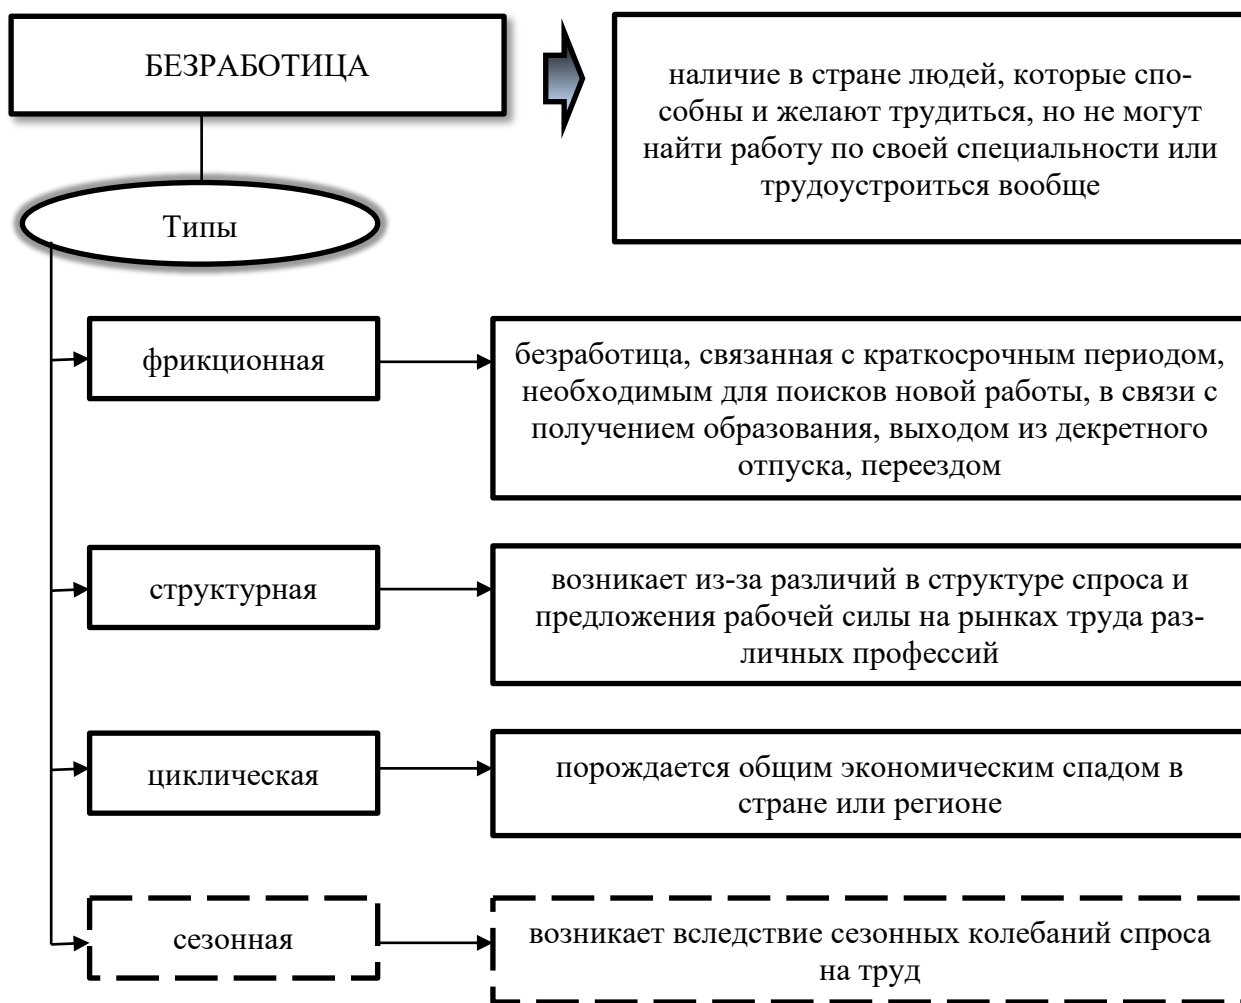 БЕЗРАБОТИЦА
наличие в стране людей, которые спо-
собны и желают трудиться, но не могут
найти работу по своей специальности или
трудоустроиться вообще
Типы
фрикционная
безработица, связанная с краткосрочным периодом,
необходимым для поисков новой работы, в связи с
получением образования, выходом из декретного
отпуска, переездом
структурная
возникает из-за различий в структуре спроса и
предложения рабочей силы на рынках труда раз-
личных профессий
циклическая
порождается общим экономическим спадом в
стране или регионе
сезонная
возникает вследствие сезонных колебаний спроса
на труд